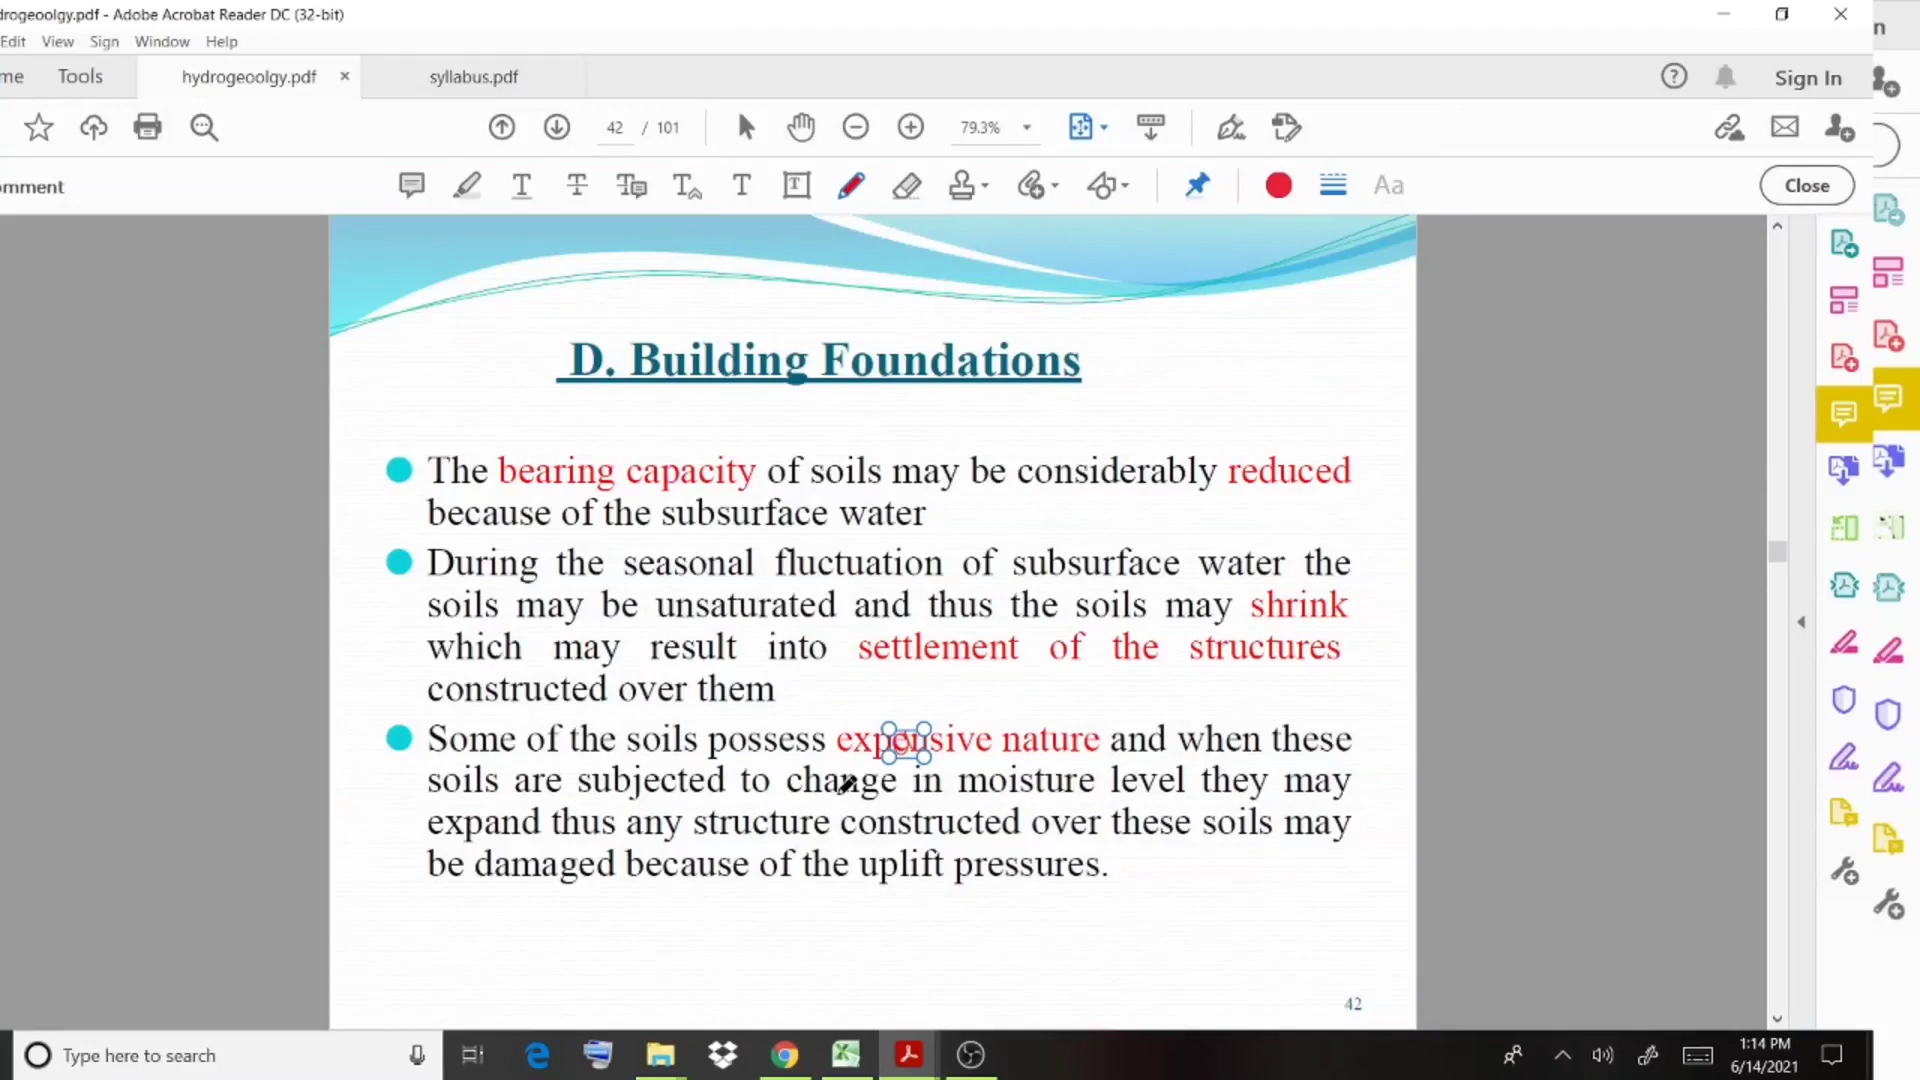 drogeoolgy.pdf - Adobe Acrobat Reader DC (32-bit)
Edit View Sign Window Help
me Tools hydrogeoolgy.pdf × syllabus.pdf Sign In
42 / 101 79.3%
omment Aa Close
D. Building Foundations
The bearing capacity of soils may be considerably reduced
because of the subsurface water
During the seasonal fluctuation of subsurface water the
soils may be unsaturated and thus the soils may shrink
which may result into settlement of the structures
constructed over them
Some of the soils possess expensive nature and when these
soils are subjected to change in moisture level they may
expand thus any structure constructed over these soils may
be damaged because of the uplift pressures.
42
Type here to search
1:14 PM
6/14/2021